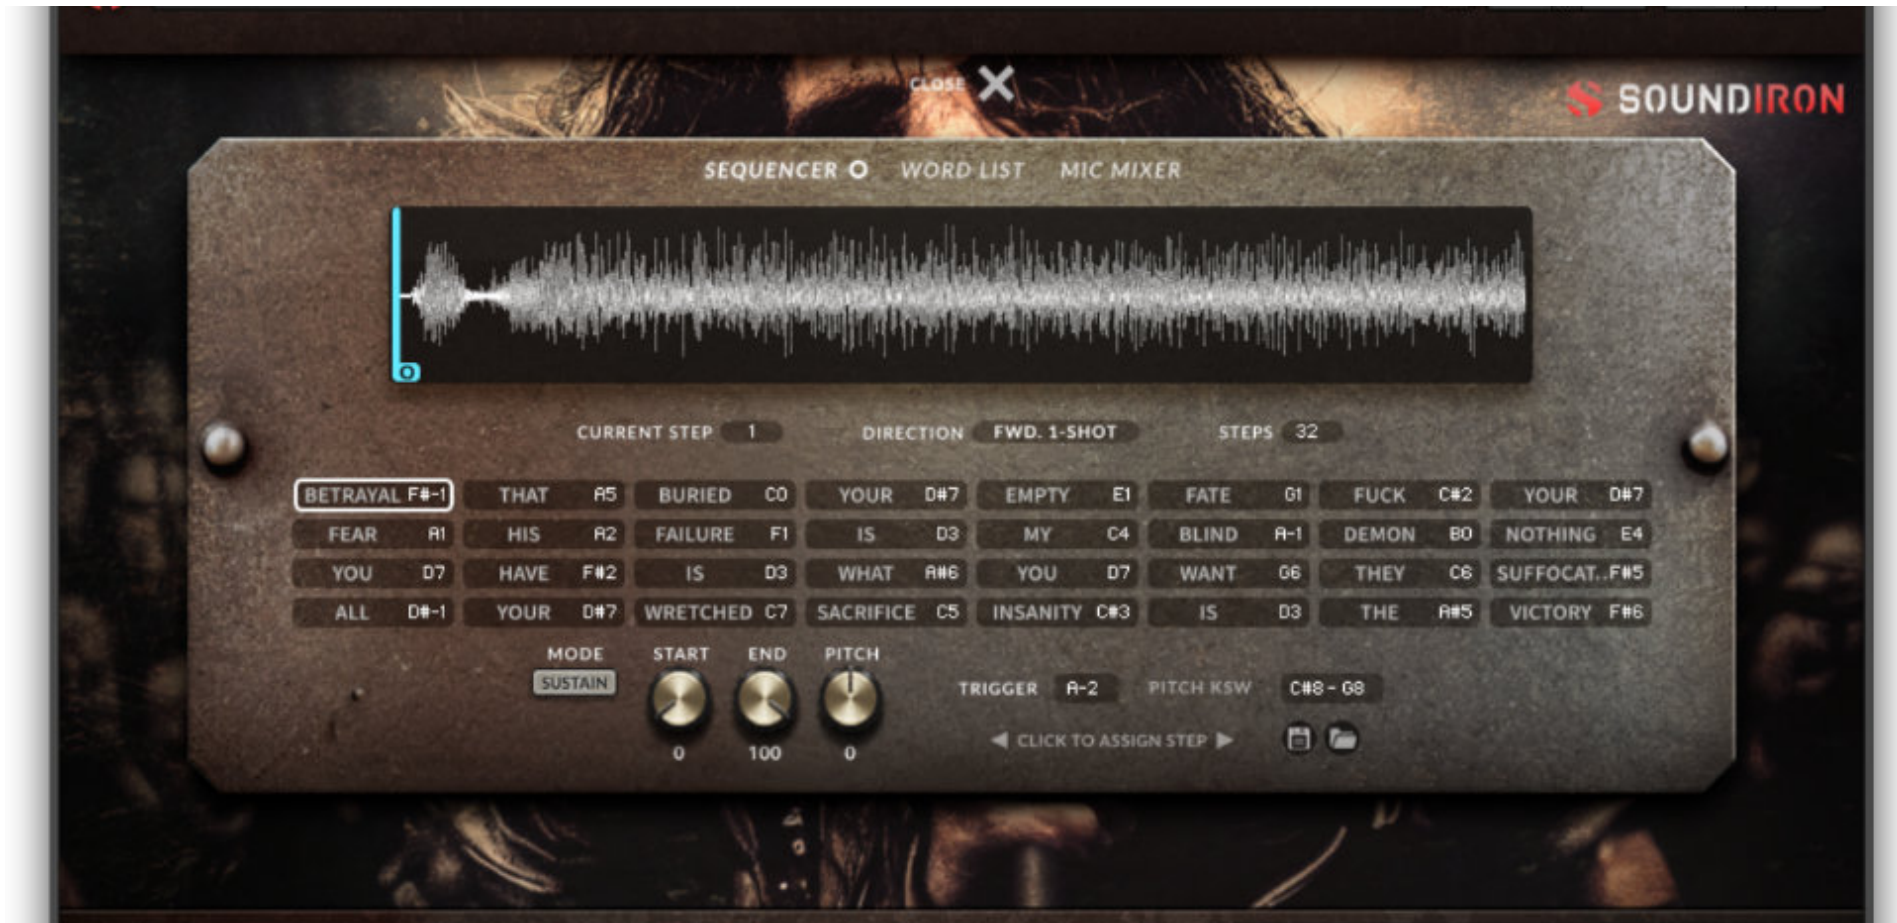 CLOSE
SOUNDIRON
SEQUENCER WORD LIST MIC MIXER
CURRENT STEP 1 DIRECTION FWD. 1-SHOT STEPS 32
BETRAYAL F#-1 THAT A5 BURIED C0 YOUR D#7 EMPTY E1 FATE G1 FUCK C#2 YOUR D#7
FEAR A1 HIS A2 FAILURE F1 IS D3 MY C4 BLIND A-1 DEMON B0 NOTHING E4
YOU D7 HAVE F#2 IS D3 WHAT A#6 YOU D7 WANT G6 THEY C6 SUFFOCAT..F#5
ALL D#-1 YOUR D#7 WRETCHED C7 SACRIFICE C5 INSANITY C#3 IS D3 THE A#5 VICTORY F#6
MODE START END PITCH
SUSTAIN TRIGGER A-2 PITCH KSW C#8 - G8
CLICK TO ASSIGN STEP
0 100 0